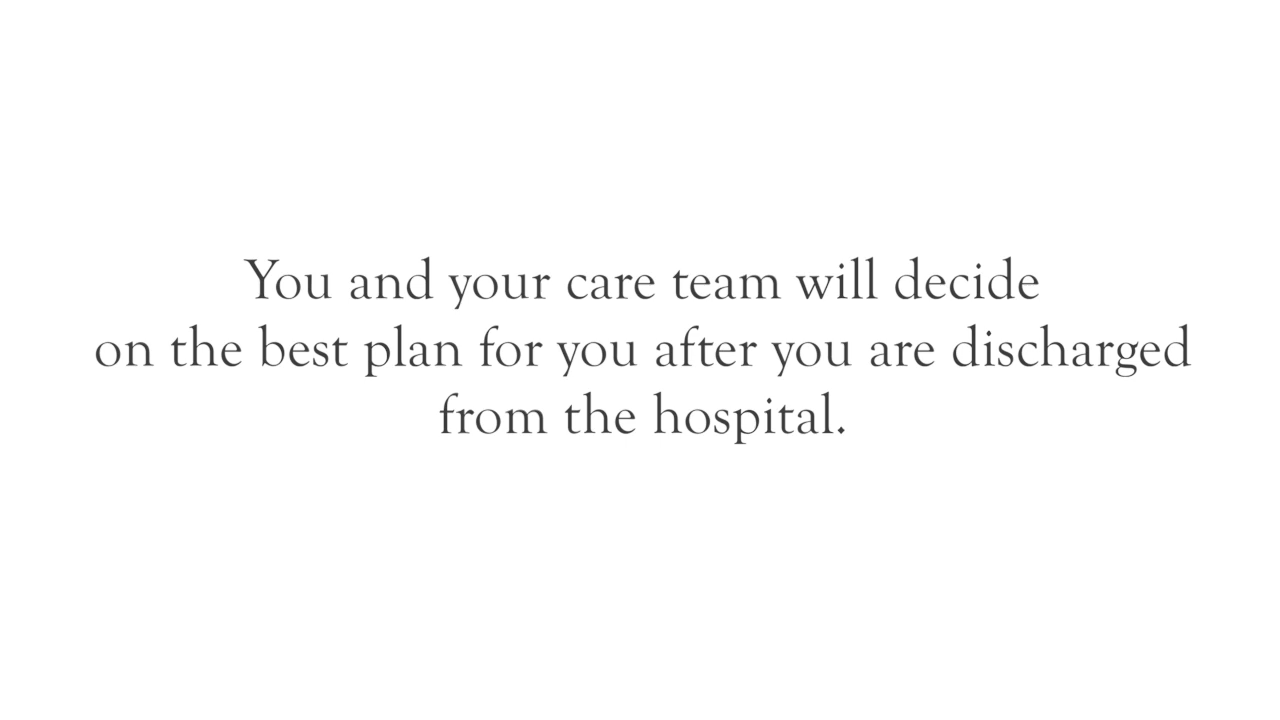 You and your care team will decide
on the best plan for you after you are discharged
from the hospital.